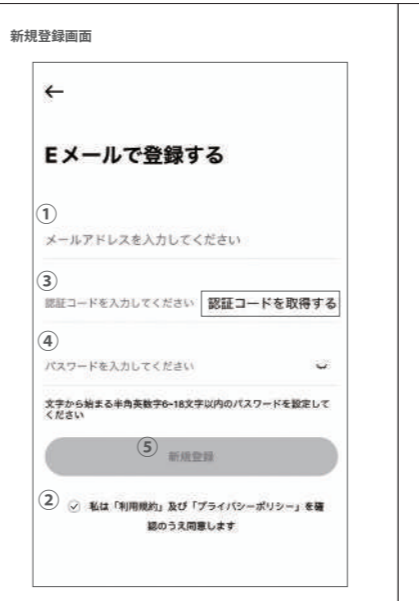 新規登録画面
←
Eメールで登録する
①
メールアドレスを入力してください
③
認証コードを入力してください 認証コードを取得する
④
パスワードを入力してください
文字から始まる半角英数字6~18文字以内のパスワードを設定して
ください
⑤ 新規登録
② 私は「利用規約」及び「プライバシーポリシー」を確
認のうえ同意します